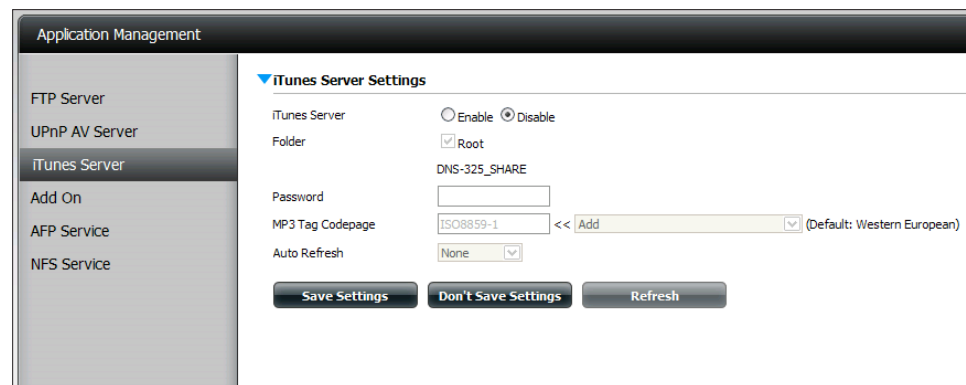 Application Management
FTP Server
UPnP AV Server
iTunes Server
Add On
AFP Service
NFS Service
iTunes Server Settings
iTunes Server Enable Disable
Folder Root
DNS-325_SHARE
Password
MP3 Tag Codepage ISO8859-1 << Add (Default: Western European)
Auto Refresh None
Save Settings Don't Save Settings Refresh